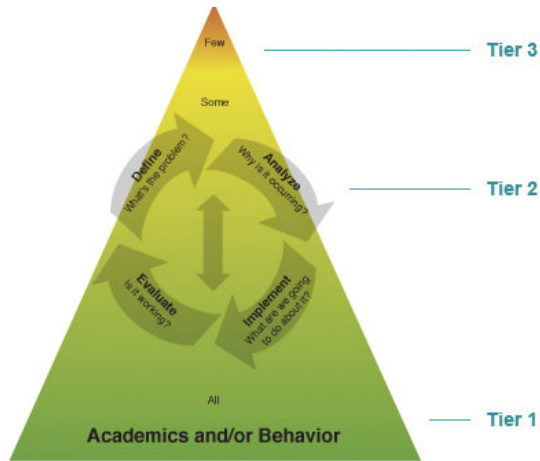 Few
Tier 3
Some
Define
What's the problem?
Analyze
Why is it occurring?
Tier 2
Evaluate
Is it working?
Implement
What are we going
to do about it?
All
Tier 1
Academics and/or Behavior